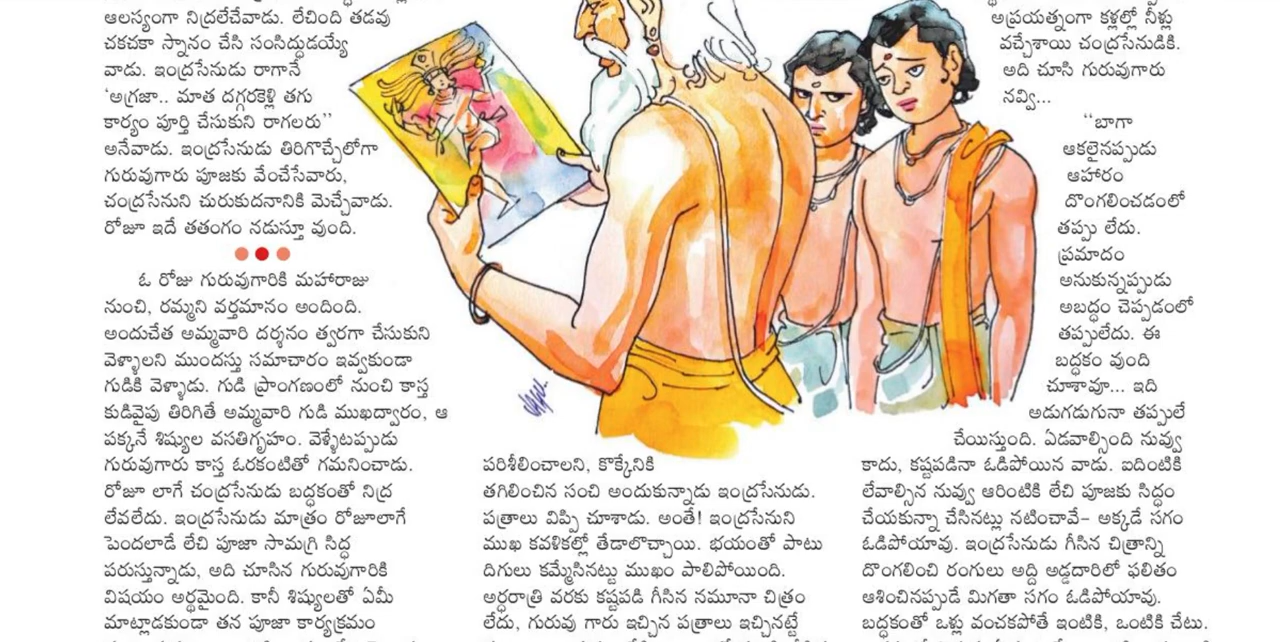 ఆలస్యంగా నిద్రలేచేవాడు. లేచింది తడవు
చకచకా స్నానం చేసి సంసిద్ధుడయ్యే
వాడు. ఇంద్రసేనుడు రాగానే
‘అగ్రజా.. మాత దగ్గరకెళ్లి తగు
కార్యం పూర్తి చేసుకుని రాగలరు’’
అనేవాడు. ఇంద్రసేనుడు తిరిగొచ్చేలోగా
గురువుగారు పూజకు వేంచేసేవారు,
చంద్రసేనుని చురుకుదనానికి మెచ్చేవాడు.
రోజూ ఇదే తతంగం నడుస్తూ వుంది.
ఓ రోజు గురువుగారికి మహారాజు
నుంచి, రమ్మని వర్తమానం అందింది.
అందుచేత అమ్మవారి దర్శనం త్వరగా చేసుకుని
వెళ్ళాలని ముందస్తు సమాచారం ఇవ్వకుండా
గుడికి వెళ్ళాడు. గుడి ప్రాంగణంలో నుంచి కాస్త
కుడివైపు తిరిగితే అమ్మవారి గుడి ముఖద్వారం, ఆ
పక్కనే శిష్యుల వసతిగృహం. వెళ్ళేటప్పుడు
గురువుగారు కాస్త ఓరకంటితో గమనించాడు.
రోజూ లాగే చంద్రసేనుడు బద్ధకంతో నిద్ర
లేవలేదు. ఇంద్రసేనుడు మాత్రం రోజూలాగే
పెందలాడే లేచి పూజా సామగ్రి సిద్ధ
పరుస్తున్నాడు, అది చూసిన గురువుగారికి
విషయం అర్థమైంది. కానీ శిష్యులతో ఏమీ
మాట్లాడకుండా తన పూజా కార్యక్రమం
పరిశీలించాలని, కొక్కేనికి
తగిలించిన సంచి అందుకున్నాడు ఇంద్రసేనుడు.
పత్రాలు విప్పి చూశాడు. అంతే! ఇంద్రసేనుని
ముఖ కవళికల్లో తేడాలొచ్చాయి. భయంతో పాటు
దిగులు కమ్మేసినట్టు ముఖం పాలిపోయింది.
అర్ధరాత్రి వరకు కష్టపడి గీసిన నమూనా చిత్రం
లేదు, గురువు గారు ఇచ్చిన పత్రాలు ఇచ్చినట్టే
అప్రయత్నంగా కళ్లల్లో నీళ్లు
వచ్చేశాయి చంద్రసేనుడికి.
అది చూసి గురువుగారు
నవ్వి...
‘‘బాగా
ఆకలైనప్పుడు
ఆహారం
దొంగలించడంలో
తప్పు లేదు.
ప్రమాదం
అనుకున్నప్పుడు
అబద్ధం చెప్పడంలో
తప్పులేదు. ఈ
బద్ధకం వుంది
చూశావూ... ఇది
అడుగడుగునా తప్పులే
చేయిస్తుంది. ఏడవాల్సింది నువ్వు
కాదు, కష్టపడినా ఓడిపోయిన వాడు. ఐదింటికి
లేవాల్సిన నువ్వు ఆరింటికి లేచి పూజకు సిద్ధం
చేయకున్నా చేసినట్లు నటించావే– అక్కడే సగం
ఓడిపోయావు. ఇంద్రసేనుడు గీసిన చిత్రాన్ని
దొంగలించి రంగులు అద్ది అడ్డదారిలో ఫలితం
ఆశించినప్పుడే మిగతా సగం ఓడిపోయావు.
బద్ధకంతో ఒళ్లు వంచకపోతే ఇంటికి, ఒంటికి చేటు.